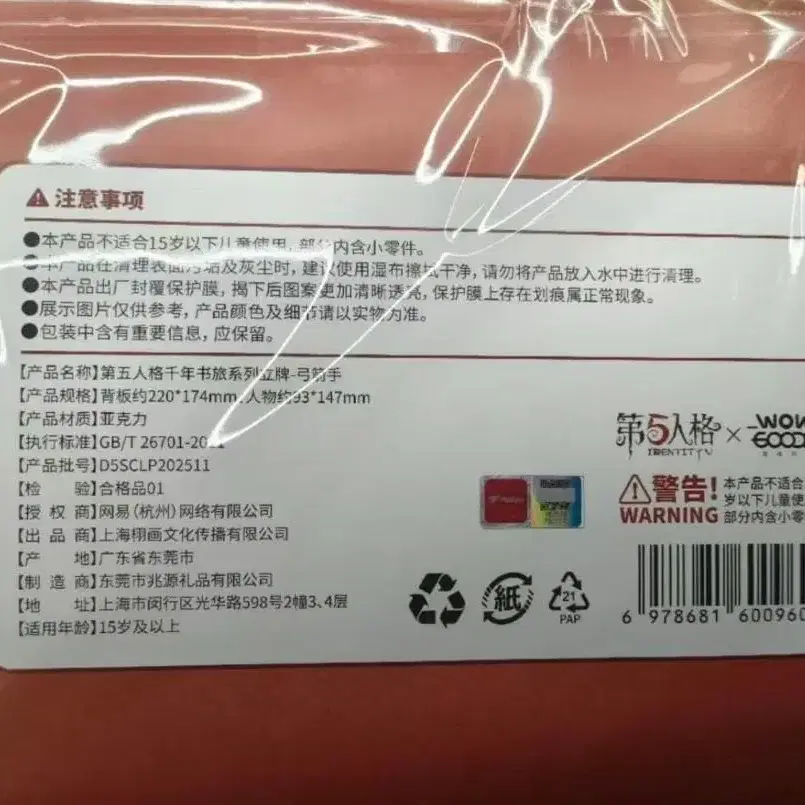 注意事项
●本产品不适合15岁以下儿童使用，部分内含小零件。
●本产品在清理表面污垢及灰尘时，建议使用湿布擦拭干净，请勿将产品放入水中进行清理。
●本产品出厂封覆保护膜，揭下后图案更加清晰透亮，保护膜上存在划痕属正常现象。
●展示图片仅供参考，产品颜色及细节请以实物为准。
●包装中含有重要信息，应保留。
【产品名称】第五人格千年书旅系列立牌-弓箭手
【产品规格】背板约220*174mm、人物约93*147mm
【产品材质】亚克力
【执行标准】GB/T 26701-
【产品批号】D5SCLP202511
【检 验】合格品01
【授 权 商】网易（杭州）网络有限公司
【出 品 商】上海栩画文化传播有限公司
【产 地】广东省东莞市
【制 造 商】东莞市兆源礼品有限公司
【地 址】上海市闵行区光华路598号2幢3、4层
【适用年龄】15岁及以上
第5人格 × WOW
IDENTITY V GOOD
警告! 本产品不适合
WARNING 岁以下儿童使
部分内含小零
紙
21
PAP
6 978681 60096